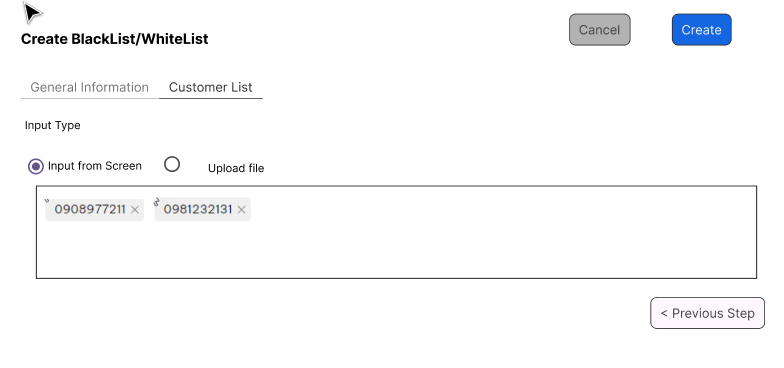 Create BlackList/WhiteList
Cancel
Create
General Information
Customer List
Input Type
Input from Screen
Upload file
0908977211 ×
0981232131 ×
< Previous Step